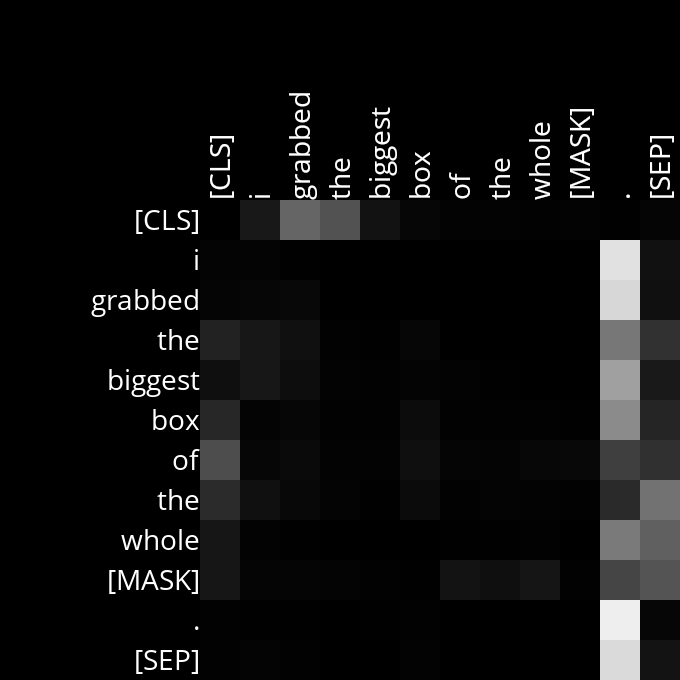 [CLS] i grabbed the biggest box of the whole [MASK] . [SEP]
[CLS]
i
grabbed
the
biggest
box
of
the
whole
[MASK]
.
[SEP]